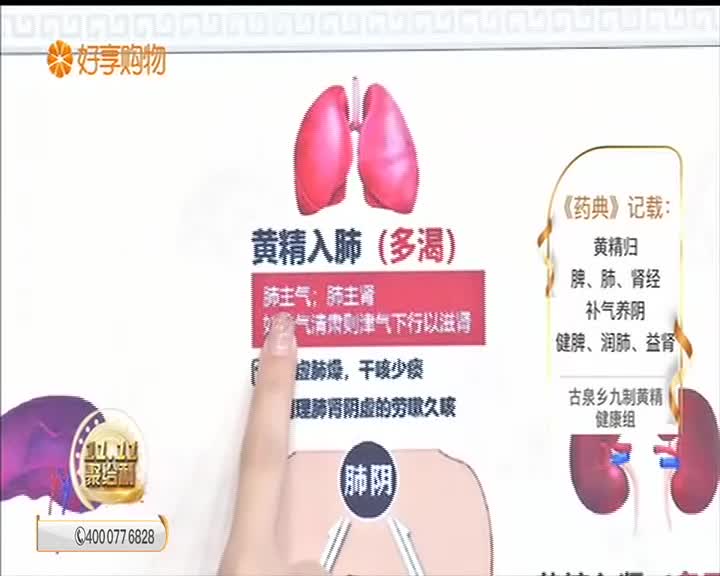 好享购物
《药典》记载：
黄精归
脾、肺、肾经
补气养阴
健脾、润肺、益肾
古泉乡九制黄精
健康组
黄精入肺（多渴）
肺主气；肺主肾
气清肃则津气下行以滋肾
虚肺燥，干咳少痰
理肺肾阴虚的劳嗽久咳
肺阴
聚给利
400 077 6828